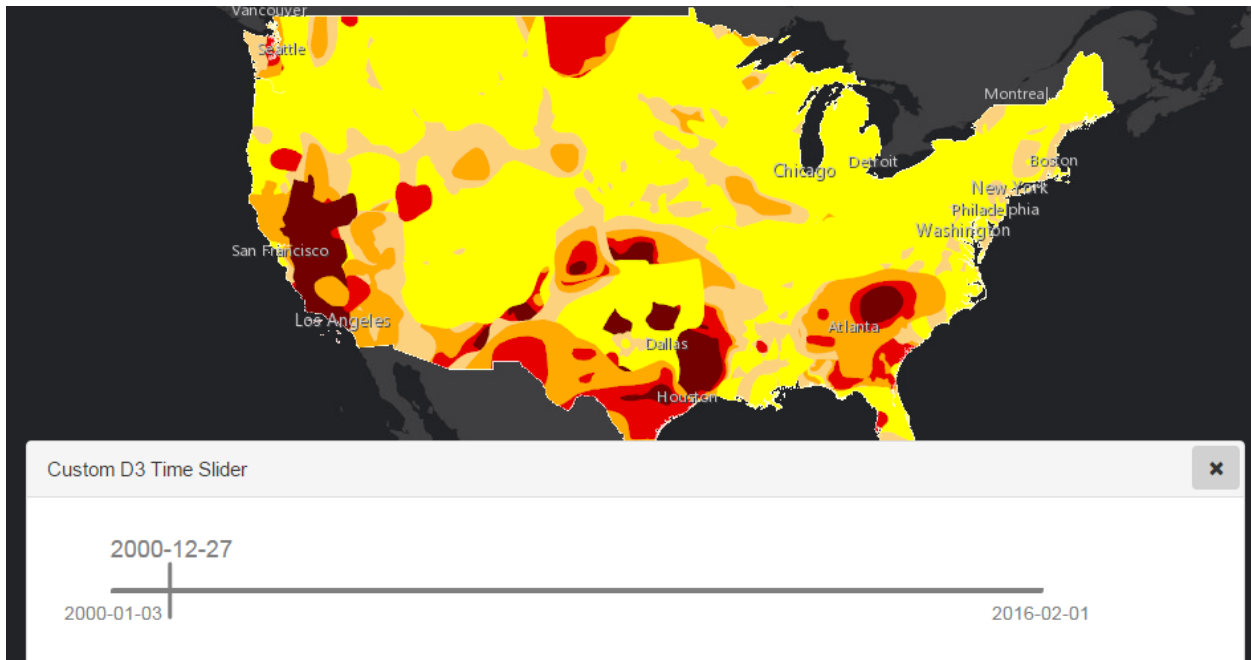 Vancouver
Seattle
Montreal
Boston
Detroit
Chicago
New York
Philadelphia
Washington
San Francisco
Los Angeles
Atlanta
Dallas
Houston
Custom D3 Time Slider
×
2000-12-27
2000-01-03
2016-02-01